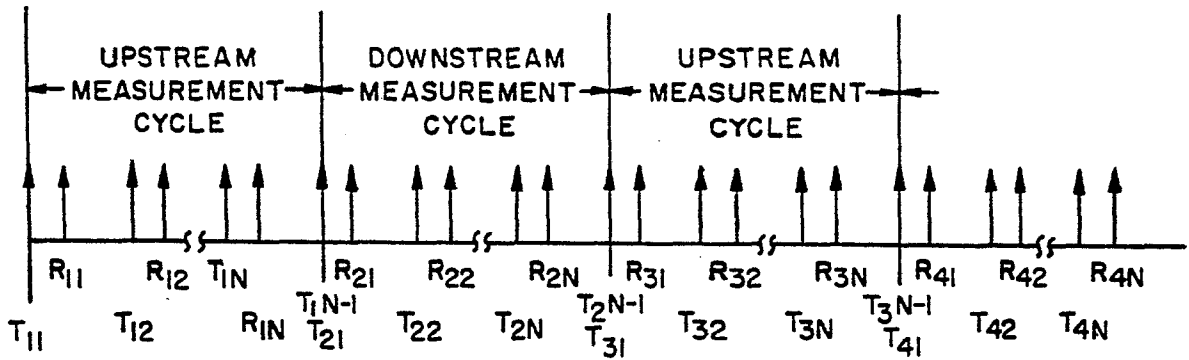 UPSTREAM
MEASUREMENT
CYCLE
DOWNSTREAM
MEASUREMENT
CYCLE
UPSTREAM
MEASUREMENT
CYCLE
R11 R12 T1N R21 R22 R2N R31 R32 R3N R41 R42 R4N
T1N-1 T2N-1 T3N-1
T11 T12 R1N T21 T22 T2N T31 T32 T3N T41 T42 T4N